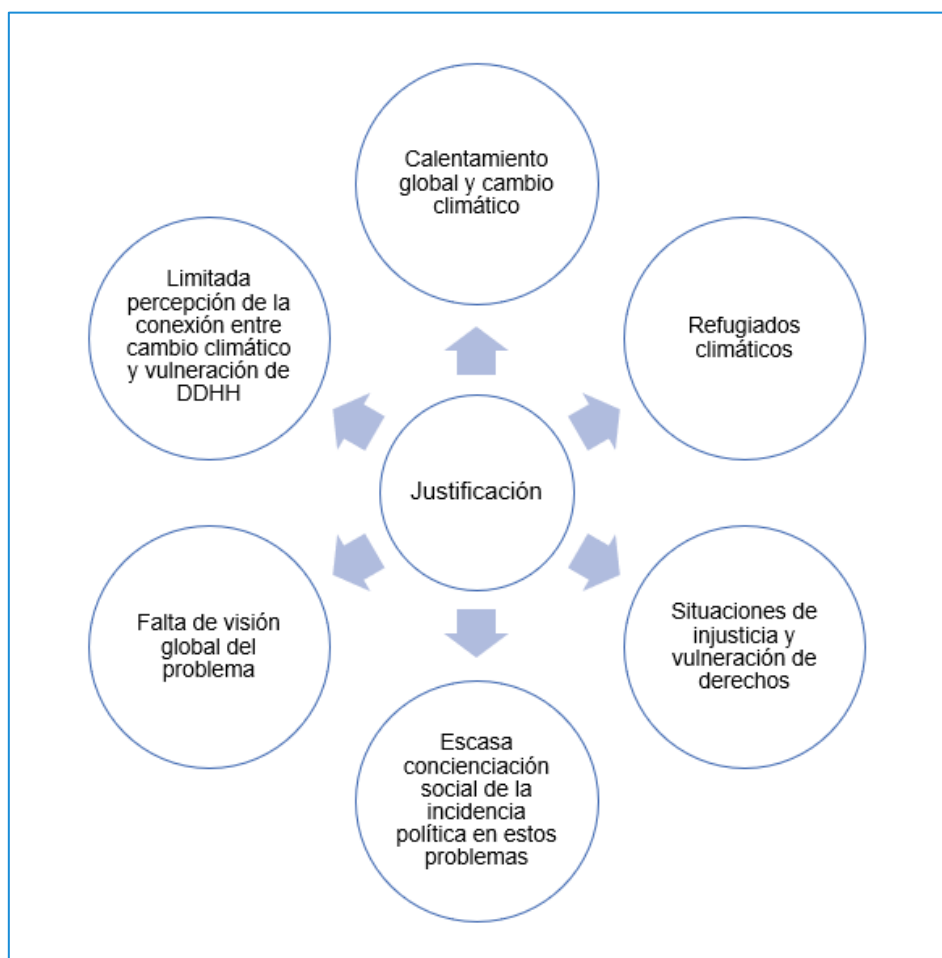 Calentamiento
global y cambio
climático
Refugiados
climáticos
Situaciones de
injusticia y
vulneración de
derechos
Escasa
concienciación
social de la
incidencia
política en estos
problemas
Falta de visión
global del
problema
Limitada
percepción de la
conexión entre
cambio climático
y vulneración de
DDHH
Justificación